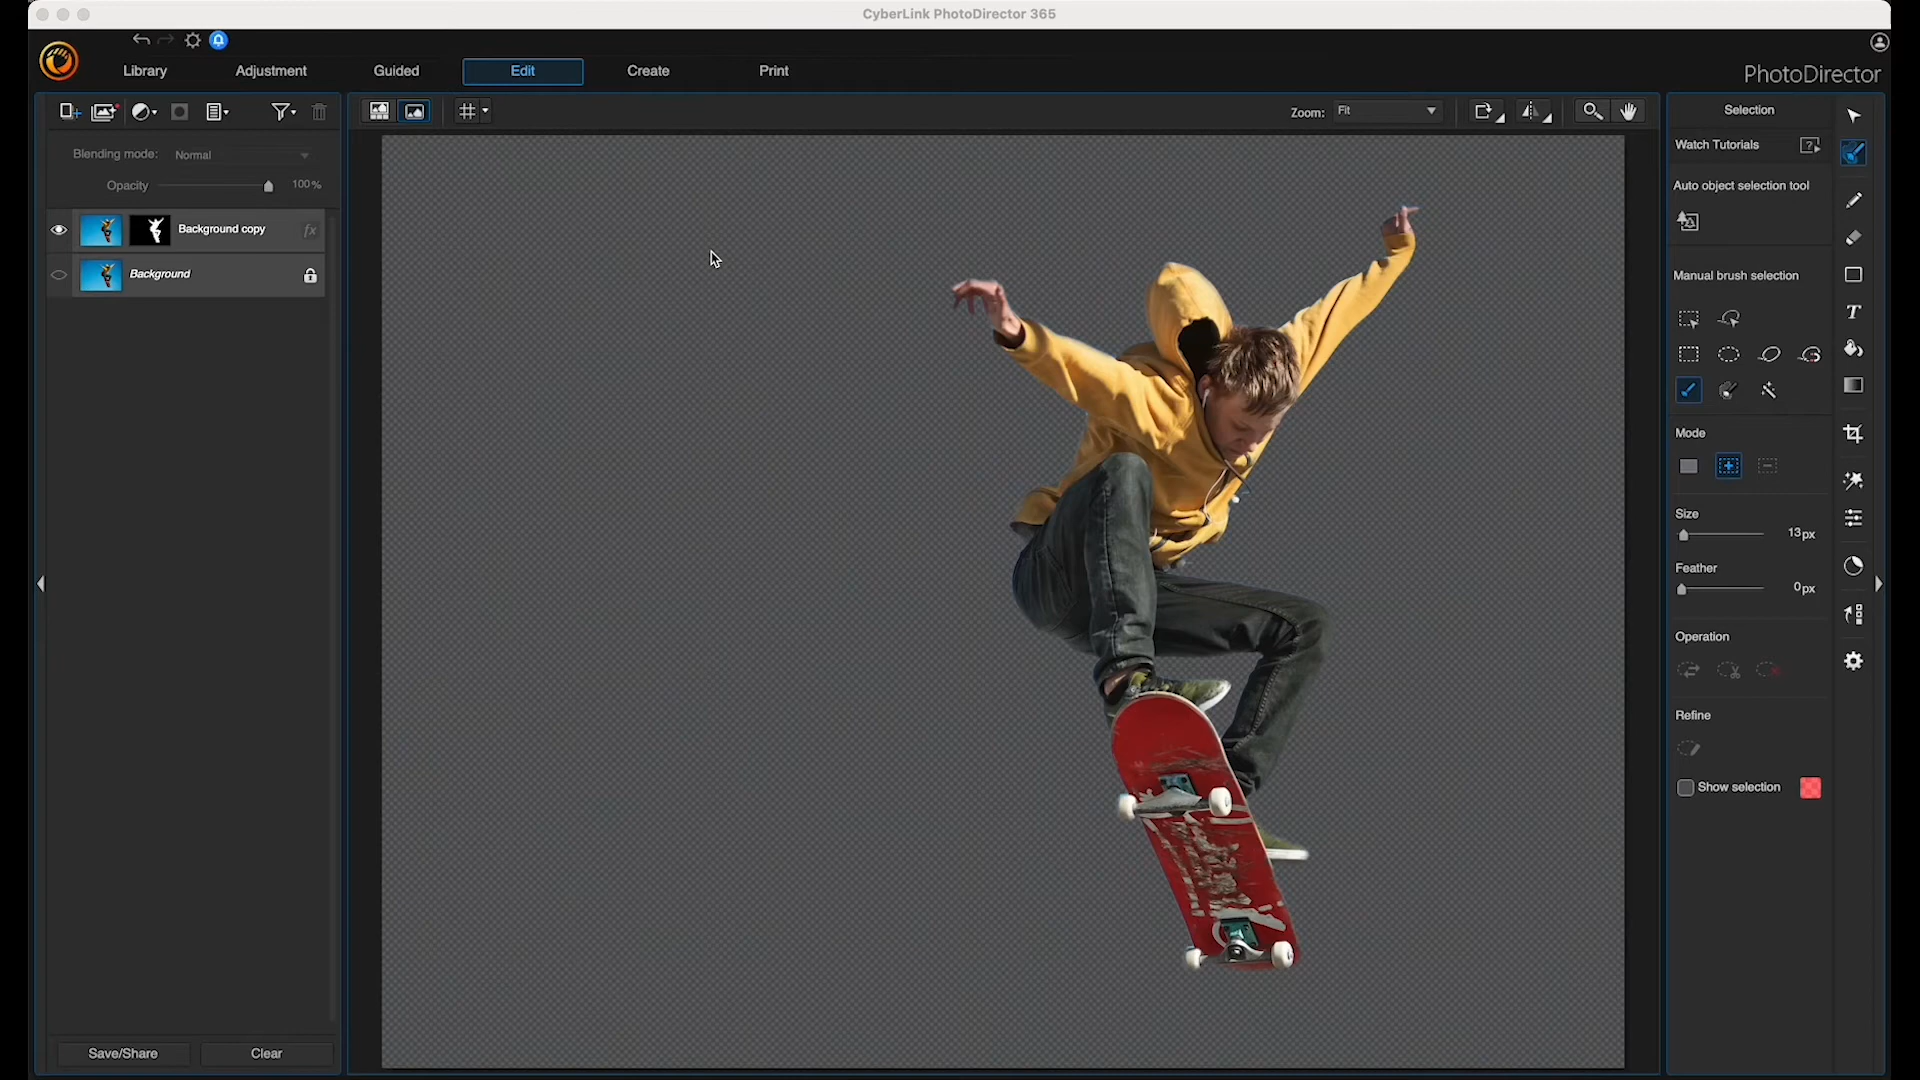 CyberLink PhotoDirector 365
Library
Adjustment
Guided
Edit
Create
Print
PhotoDirector
Blending mode: Normal
Opacity 100 %
Background copy fx
Background
Save/Share
Clear
Zoom: Fit
Selection
Watch Tutorials
Auto object selection tool
Manual brush selection
Mode
Size
13px
Feather
0px
Operation
Refine
Show selection